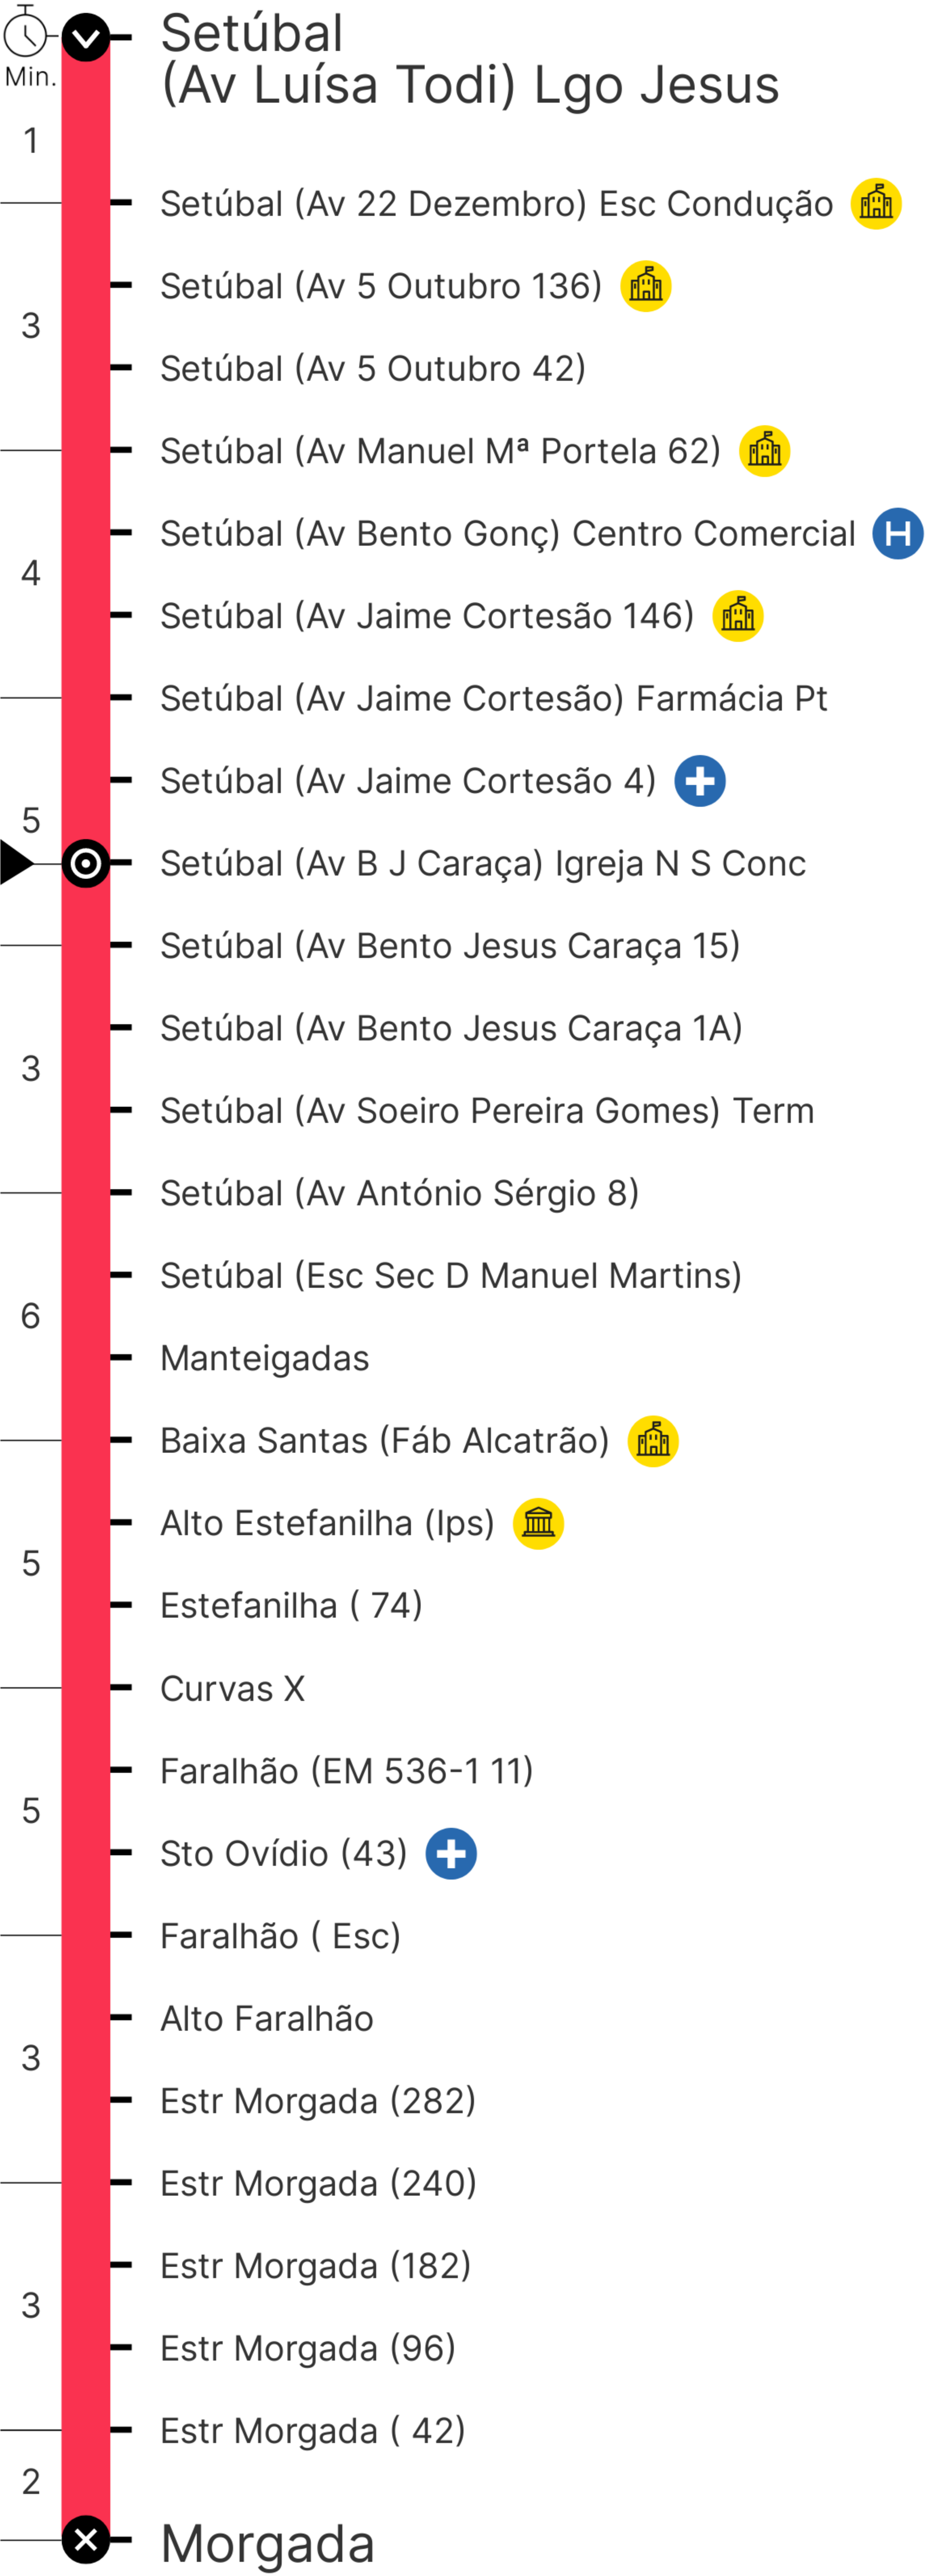 Setúbal
(Av Luísa Todi) Lgo Jesus
Min.
1
Setúbal (Av 22 Dezembro) Esc Condução
Setúbal (Av 5 Outubro 136)
3
Setúbal (Av 5 Outubro 42)
Setúbal (Av Manuel Mª Portela 62)
Setúbal (Av Bento Gonç) Centro Comercial H
4
Setúbal (Av Jaime Cortesão 146)
Setúbal (Av Jaime Cortesão) Farmácia Pt
Setúbal (Av Jaime Cortesão 4)
5
Setúbal (Av B J Caraça) Igreja N S Conc
Setúbal (Av Bento Jesus Caraça 15)
Setúbal (Av Bento Jesus Caraça 1A)
3
Setúbal (Av Soeiro Pereira Gomes) Term
Setúbal (Av António Sérgio 8)
Setúbal (Esc Sec D Manuel Martins)
6
Manteigadas
Baixa Santas (Fáb Alcatrão)
Alto Estefanilha (Ips)
5
Estefanilha ( 74)
Curvas X
Faralhão (EM 536-1 11)
5
Sto Ovídio (43)
Faralhão ( Esc)
Alto Faralhão
3
Estr Morgada (282)
Estr Morgada (240)
Estr Morgada (182)
3
Estr Morgada (96)
Estr Morgada ( 42)
2
Morgada